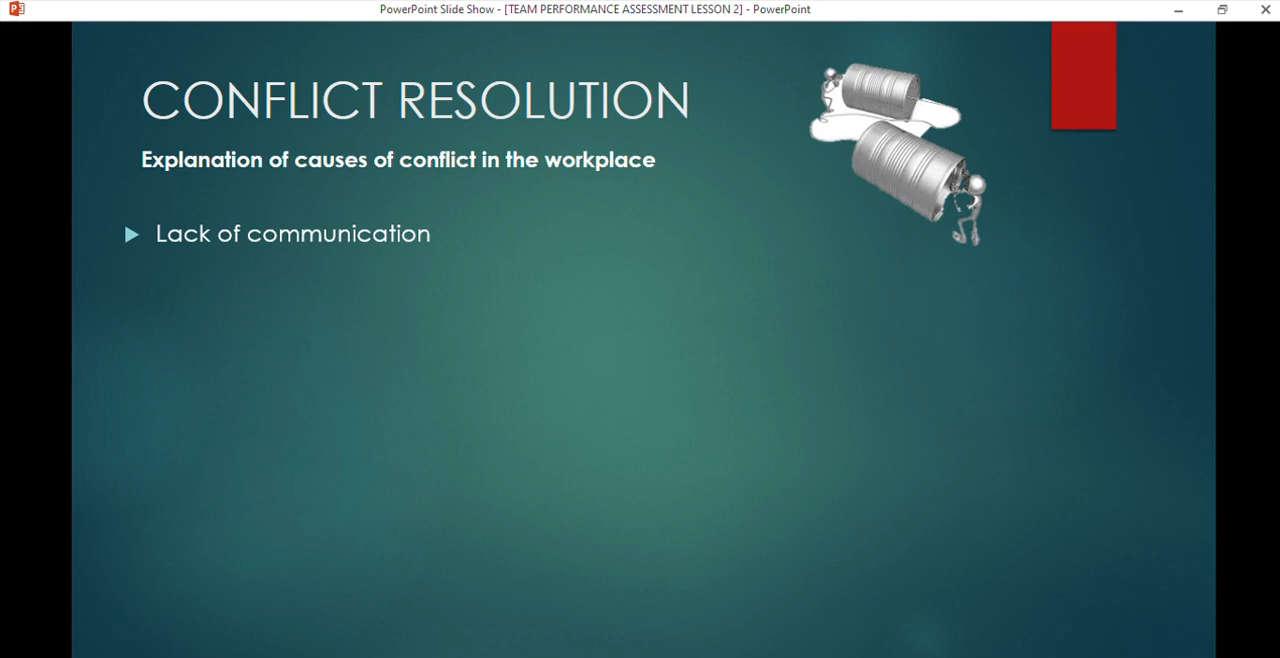 PowerPoint Slide Show - [TEAM PERFORMANCE ASSESSMENT LESSON 2] - PowerPoint
CONFLICT RESOLUTION
Explanation of causes of conflict in the workplace
Lack of communication